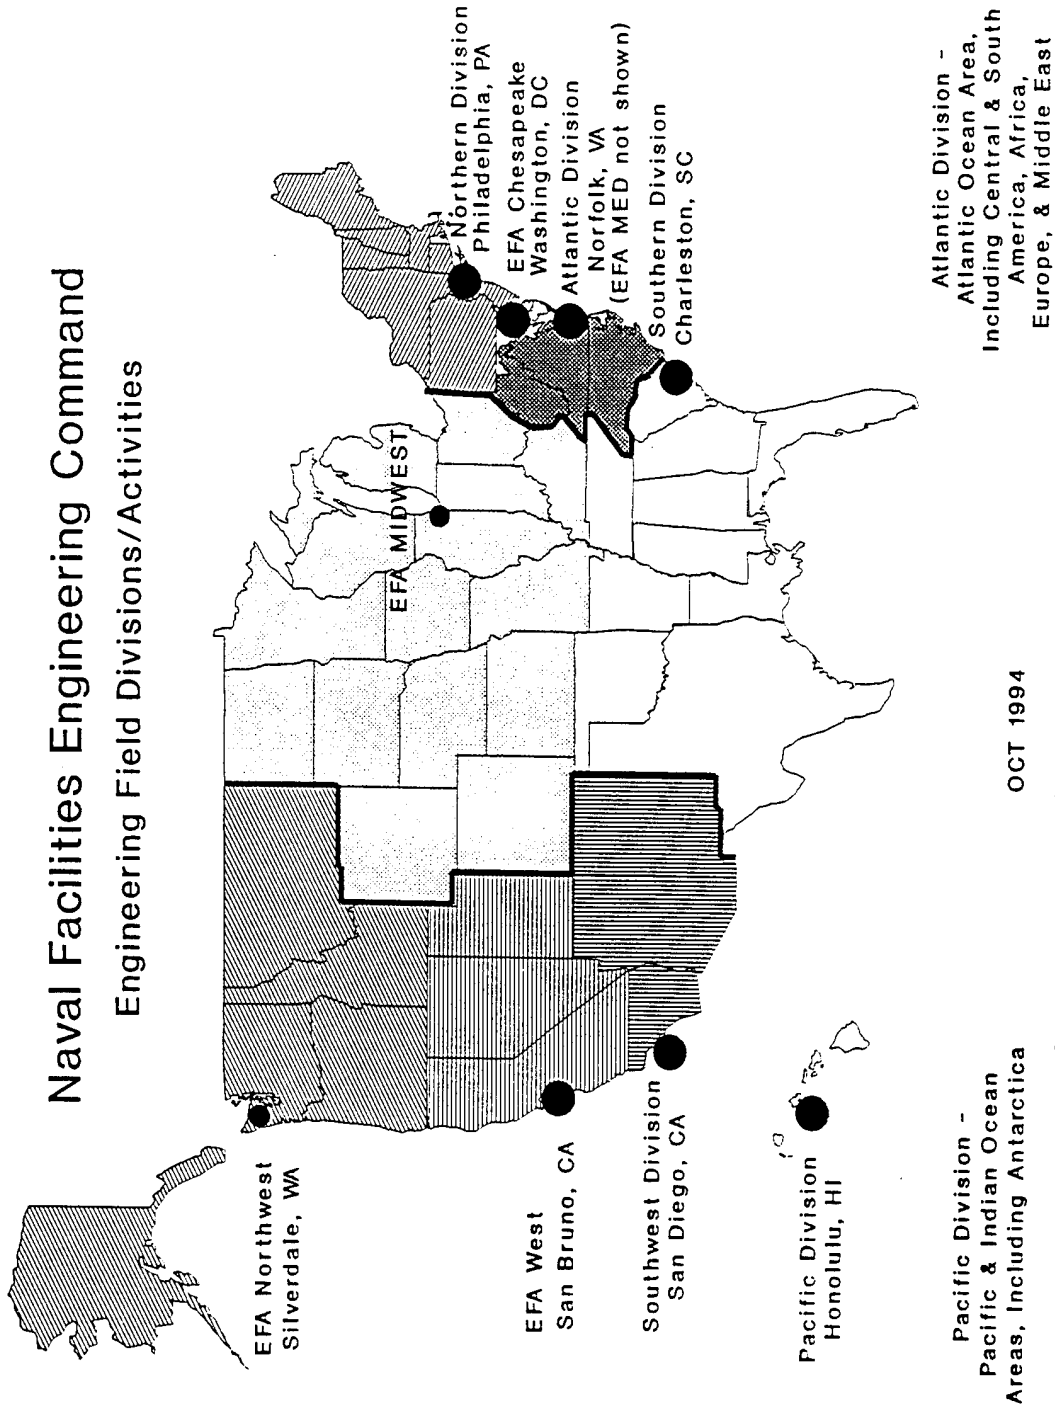 Naval Facilities Engineering Command
Engineering Field Divisions/Activities
EFA Northwest
Silverdale, WA
EFA West
San Bruno, CA
Southwest Division
San Diego, CA
Pacific Division
Honolulu, HI
EFA MIDWEST
Northern Division
Philadelphia, PA
EFA Chesapeake
Washington, DC
Atlantic Division
Norfolk, VA
(EFA MED not shown)
Southern Division
Charleston, SC
Pacific Division -
Pacific & Indian Ocean
Areas, Including Antarctica
OCT 1994
Atlantic Division -
Atlantic Ocean Area,
Including Central & South
America, Africa,
Europe, & Middle East